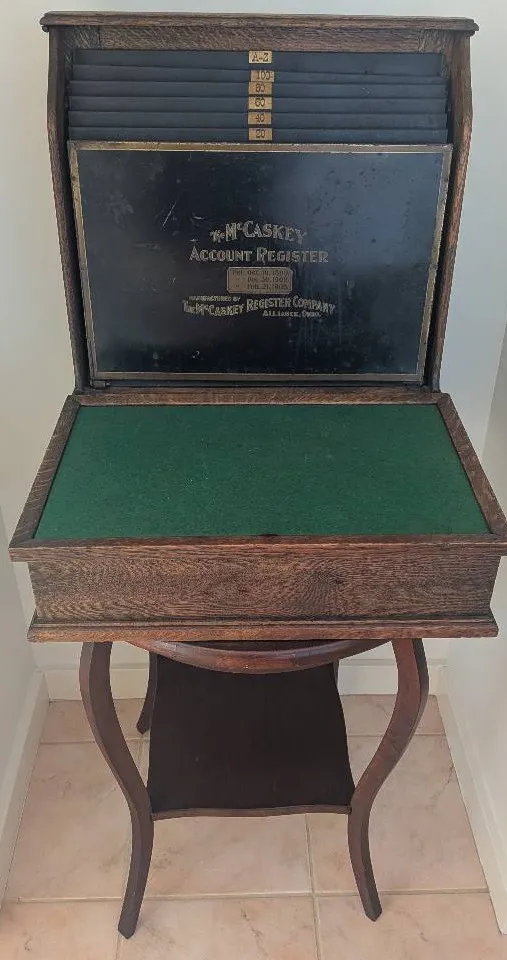 A-Z
100
80
60
40
20
The McCASKEY
ACCOUNT REGISTER
MANUFACTURED BY
THE McCASKEY REGISTER COMPANY
ALLIANCE, OHIO.